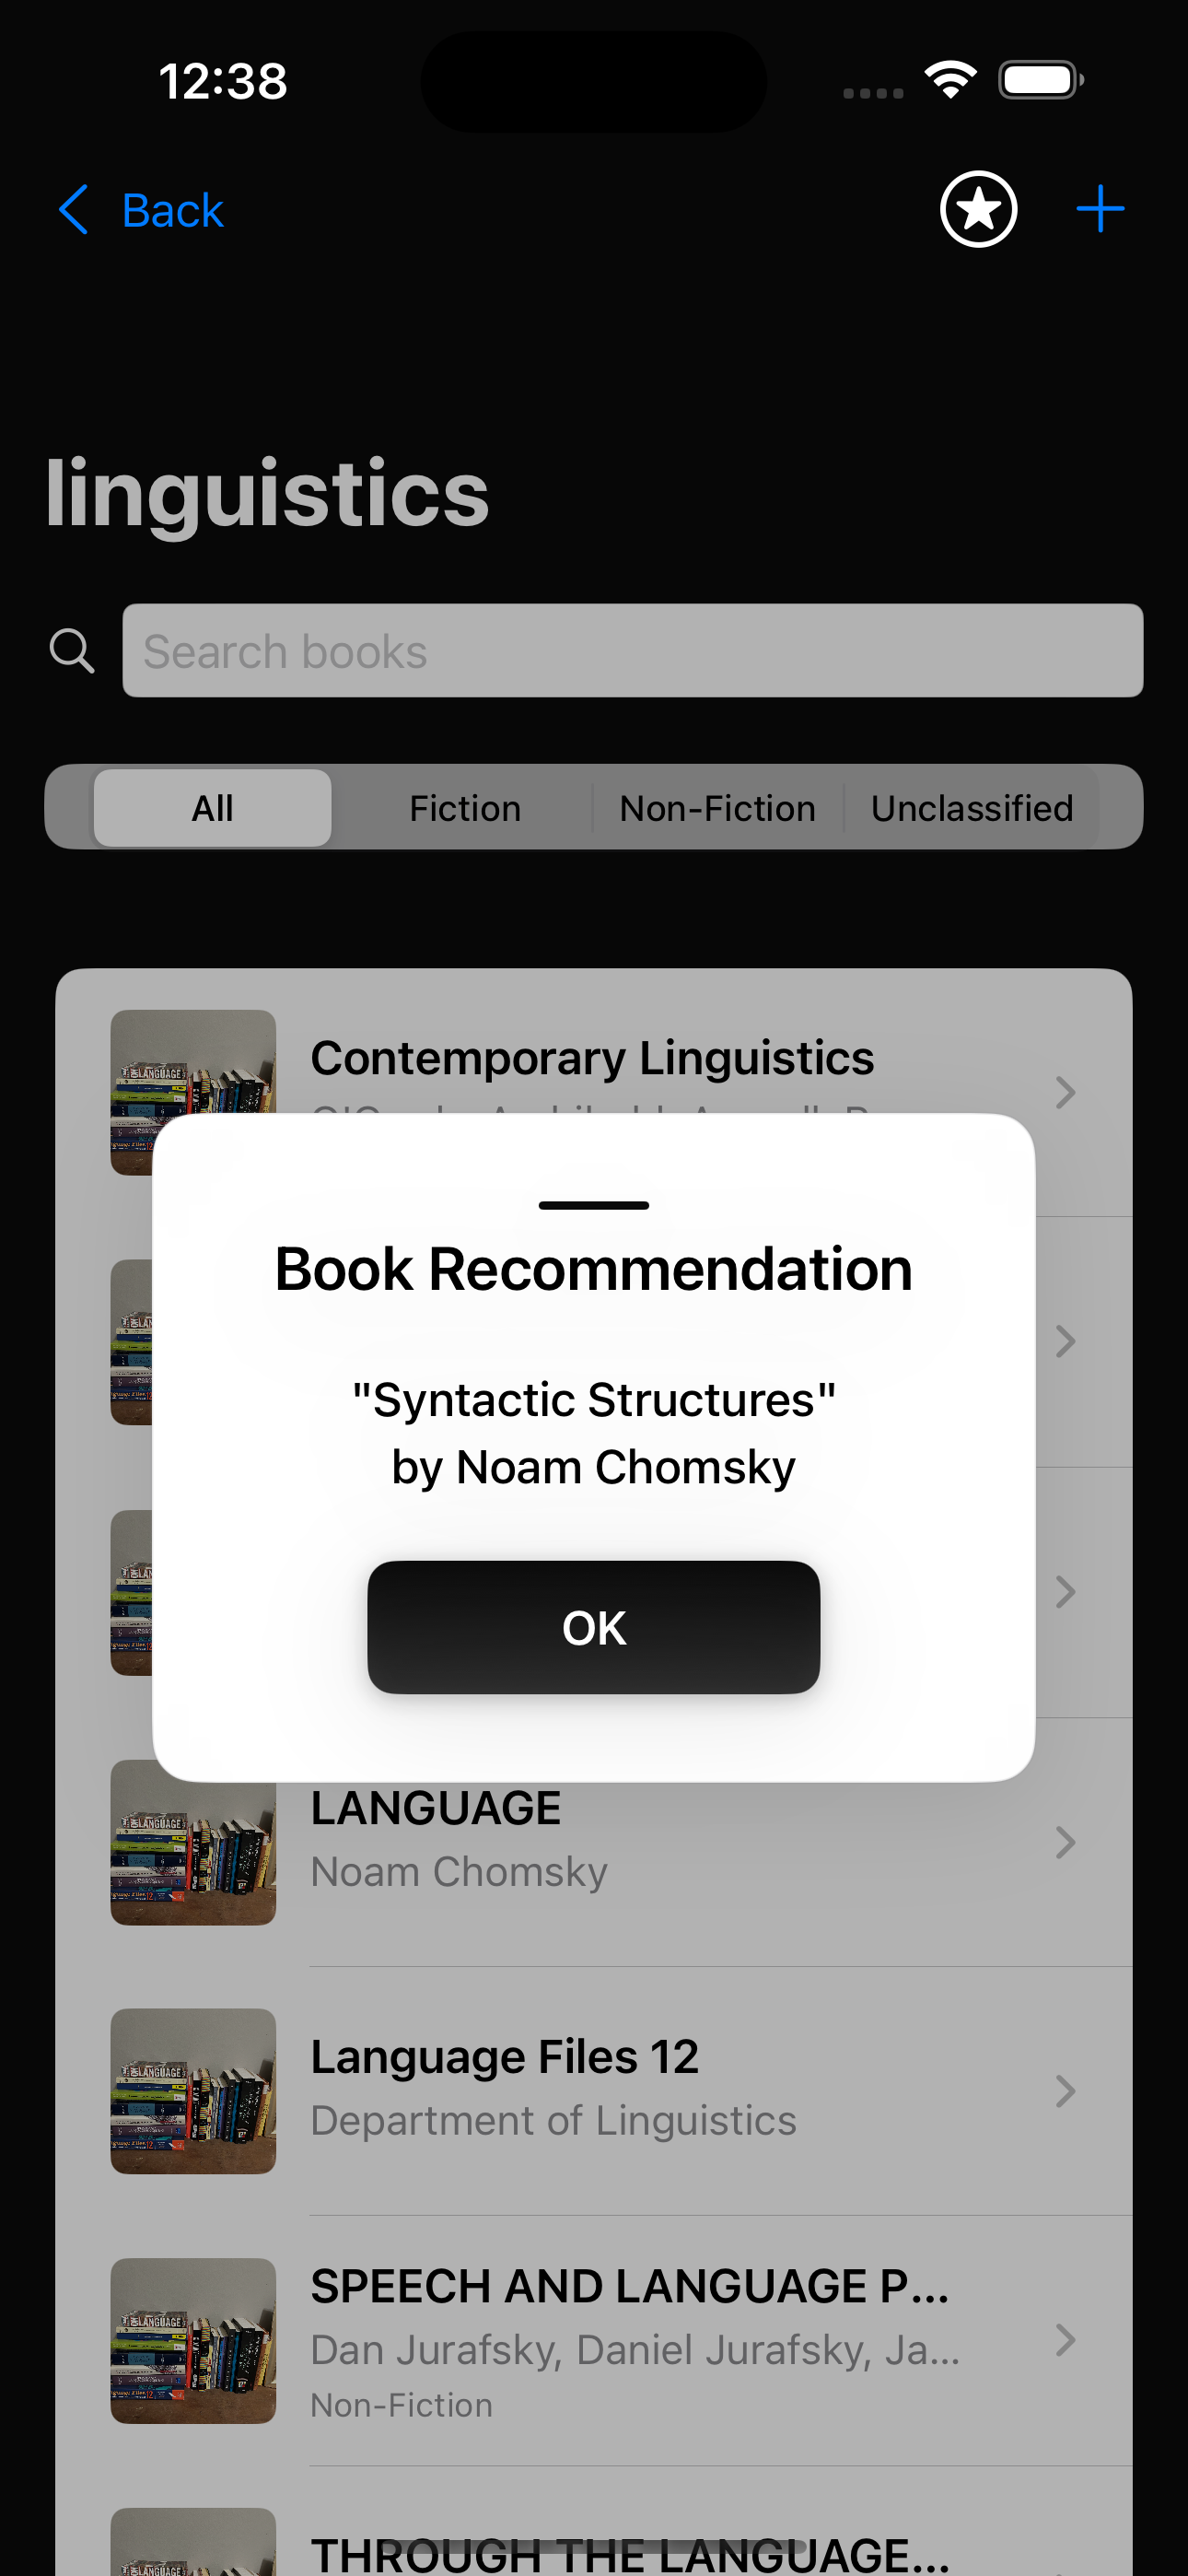 12:38
Back
linguistics
Search books
All Fiction Non-Fiction Unclassified
Contemporary Linguistics
Book Recommendation
"Syntactic Structures"
by Noam Chomsky
OK
LANGUAGE
Noam Chomsky
Language Files 12
Department of Linguistics
SPEECH AND LANGUAGE P...
Dan Jurafsky, Daniel Jurafsky, Ja...
Non-Fiction
THROUGH THE LANGUAGE...